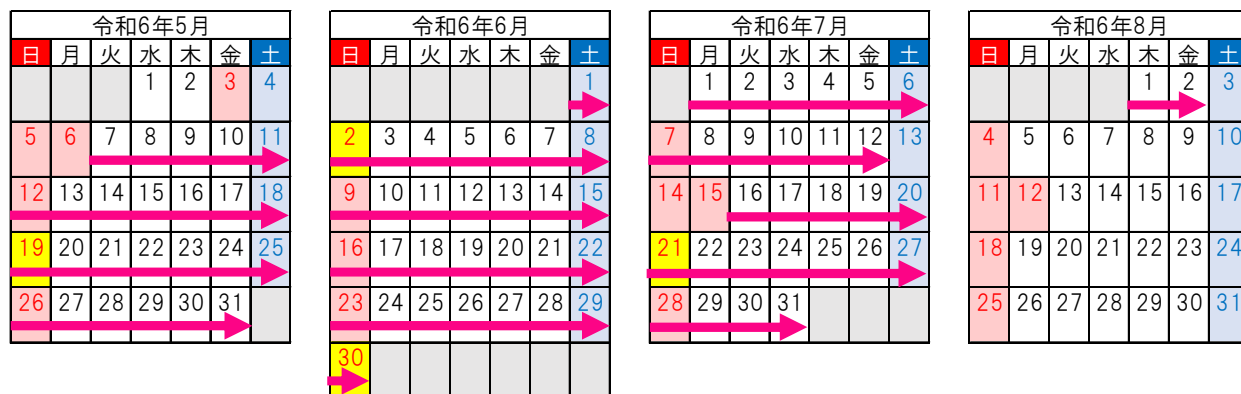 令和6年5月
日 月 火 水 木 金 土
1 2 3 4
5 6 7 8 9 10 11
12 13 14 15 16 17 18
19 20 21 22 23 24 25
26 27 28 29 30 31
令和6年6月
日 月 火 水 木 金 土
1
2 3 4 5 6 7 8
9 10 11 12 13 14 15
16 17 18 19 20 21 22
23 24 25 26 27 28 29
30
令和6年7月
日 月 火 水 木 金 土
1 2 3 4 5 6
7 8 9 10 11 12 13
14 15 16 17 18 19 20
21 22 23 24 25 26 27
28 29 30 31
令和6年8月
日 月 火 水 木 金 土
1 2 3
4 5 6 7 8 9 10
11 12 13 14 15 16 17
18 19 20 21 22 23 24
25 26 27 28 29 30 31